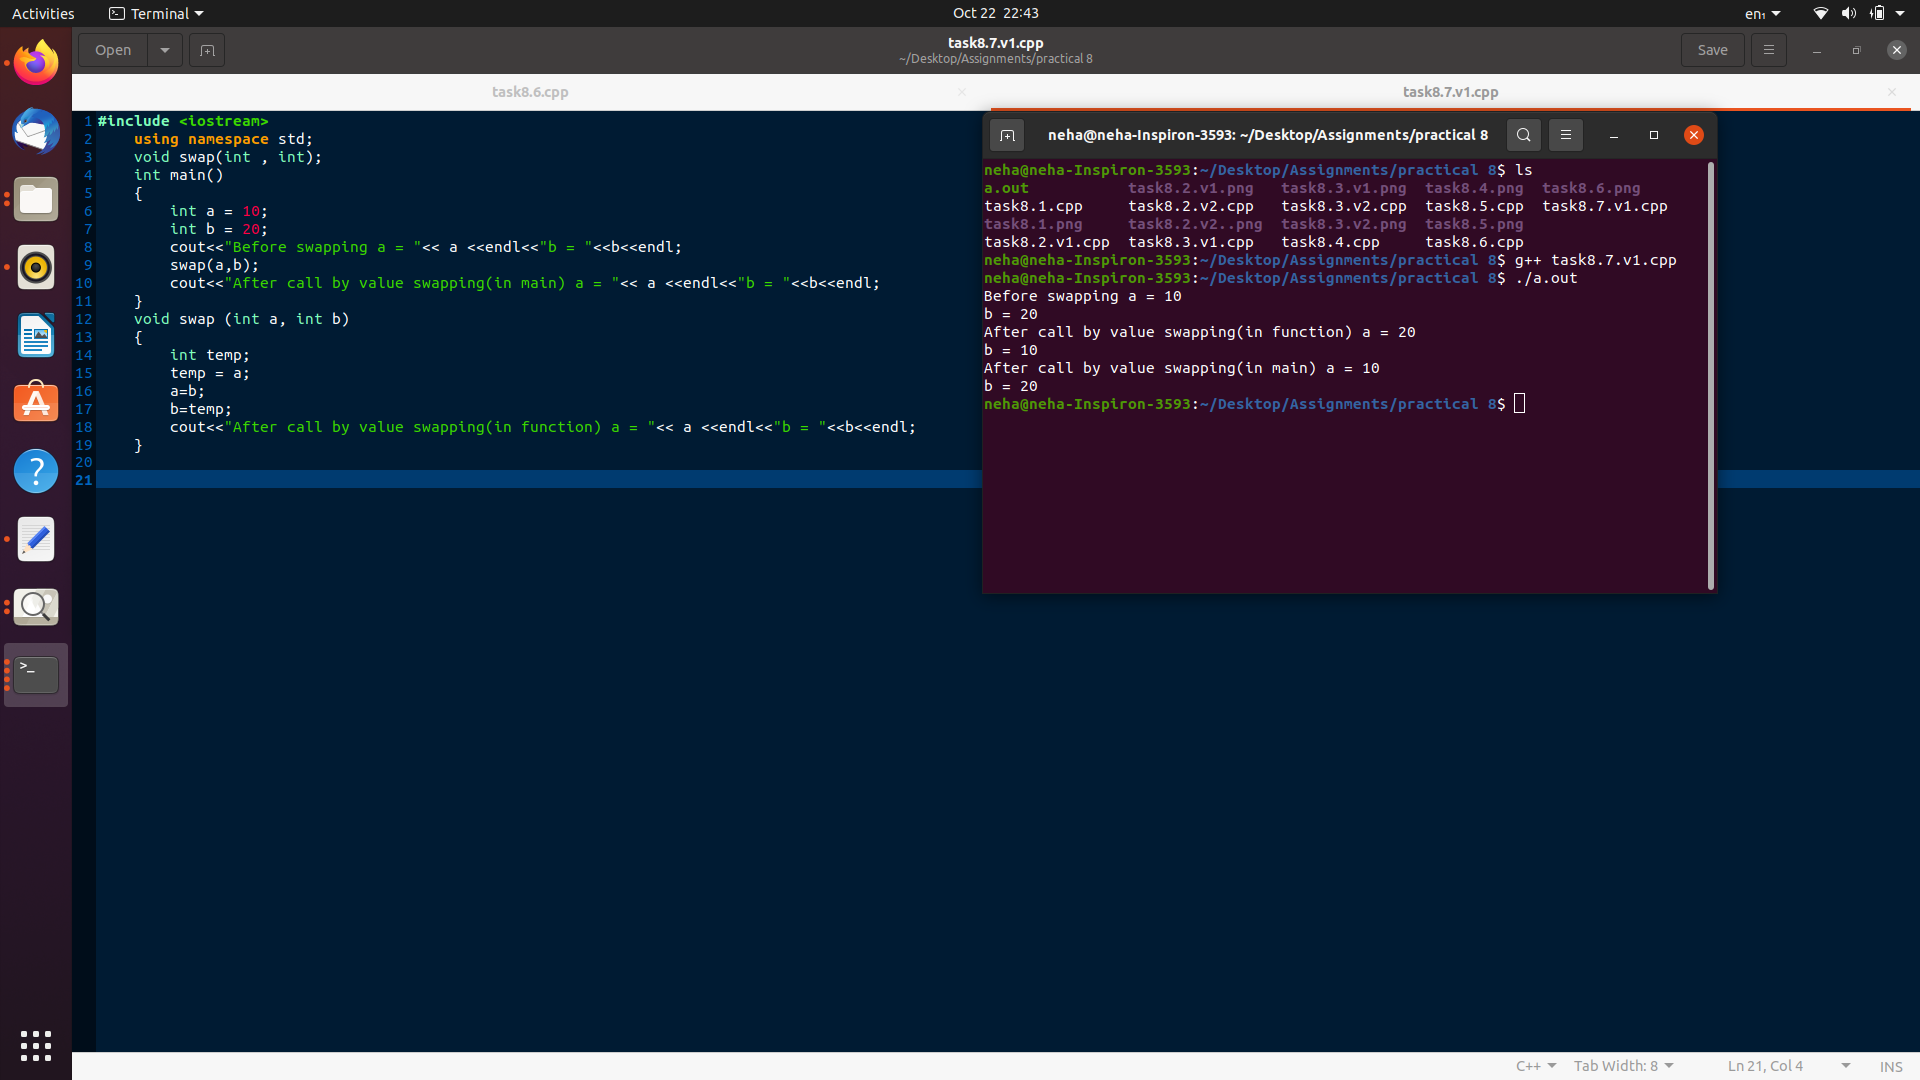 Activities Terminal Oct 22 22:43 en₁
Open task8.7.v1.cpp Save
~/Desktop/Assignments/practical 8
task8.6.cpp task8.7.v1.cpp
1 #include <iostream>
2 using namespace std;
3 void swap(int , int);
4 int main()
5 {
6 int a = 10;
7 int b = 20;
8 cout<<"Before swapping a = "<< a <<endl<<"b = "<<b<<endl;
9 swap(a,b);
10 cout<<"After call by value swapping(in main) a = "<< a <<endl<<"b = "<<b<<endl;
11 }
12 void swap (int a, int b)
13 {
14 int temp;
15 temp = a;
16 a=b;
17 b=temp;
18 cout<<"After call by value swapping(in function) a = "<< a <<endl<<"b = "<<b<<endl;
19 }
20
21
neha@neha-Inspiron-3593: ~/Desktop/Assignments/practical 8
neha@neha-Inspiron-3593:~/Desktop/Assignments/practical 8$ ls
a.out task8.2.v1.png task8.3.v1.png task8.4.png task8.6.png
task8.1.cpp task8.2.v2.cpp task8.3.v2.cpp task8.5.cpp task8.7.v1.cpp
task8.1.png task8.2.v2..png task8.3.v2.png task8.5.png
task8.2.v1.cpp task8.3.v1.cpp task8.4.cpp task8.6.cpp
neha@neha-Inspiron-3593:~/Desktop/Assignments/practical 8$ g++ task8.7.v1.cpp
neha@neha-Inspiron-3593:~/Desktop/Assignments/practical 8$ ./a.out
Before swapping a = 10
b = 20
After call by value swapping(in function) a = 20
b = 10
After call by value swapping(in main) a = 10
b = 20
neha@neha-Inspiron-3593:~/Desktop/Assignments/practical 8$
C++ Tab Width: 8 Ln 21, Col 4 INS